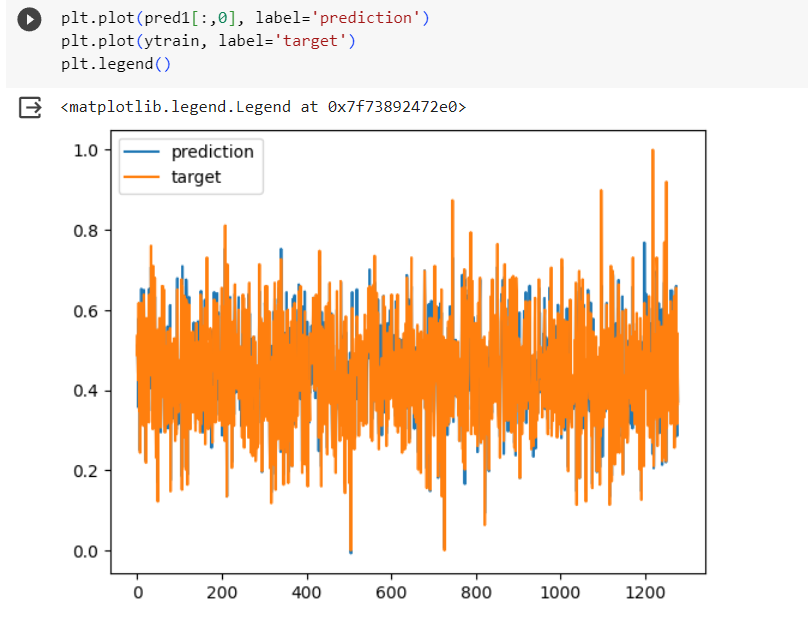 plt.plot(pred1[:,0], label='prediction')
plt.plot(ytrain, label='target')
plt.legend()
<matplotlib.legend.Legend at 0x7f73892472e0>
prediction
target
1.0
0.8
0.6
0.4
0.2
0.0
0 200 400 600 800 1000 1200